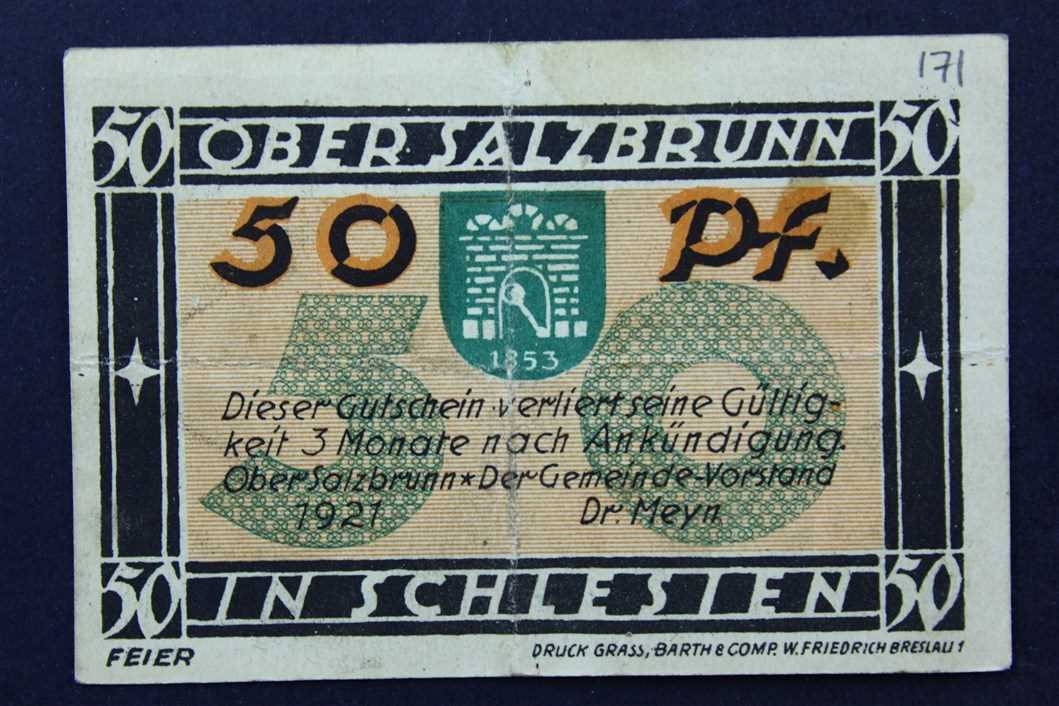 171
50 OBER SALZBRUNN 50
50 Pf.
1853
50
Dieser Gutschein verliert seine Gültig-
keit 3 Monate nach Ankündigung.
Ober Salzbrunn * Der Gemeinde-Vorstand
1921 Dr. Meyn
50 IN SCHLESIEN 50
FEIER DRUCK GRASS, BARTH & COMP. W. FRIEDRICH BRESLAU 1